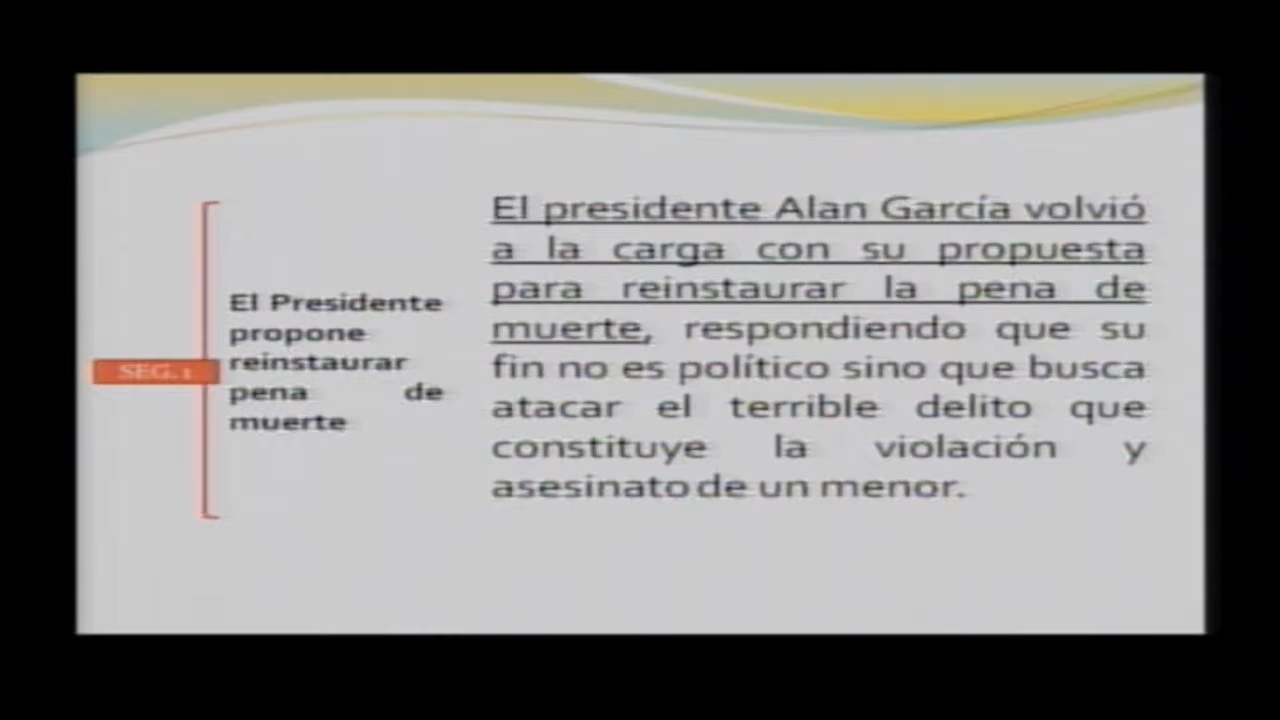 SEG. 1
El Presidente
propone
reinstaurar
pena de
muerte
El presidente Alan García volvió
a la carga con su propuesta
para reinstaurar la pena de
muerte, respondiendo que su
fin no es político sino que busca
atacar el terrible delito que
constituye la violación y
asesinato de un menor.